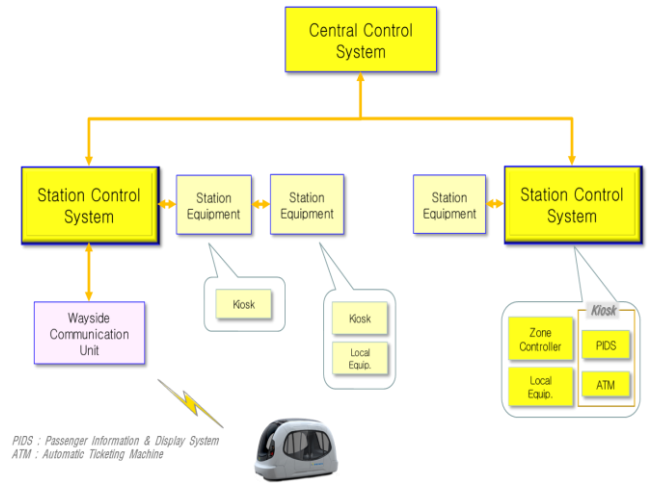 Central Control
System
Station Control
System
Station
Equipment
Station
Equipment
Station
Equipment
Station Control
System
Wayside
Communication
Unit
Kiosk
Kiosk
Local
Equip.
Kiosk
Zone
Controller
PIDS
Local
Equip.
ATM
PIDS : Passenger Information & Display System
ATM : Automatic Ticketing Machine